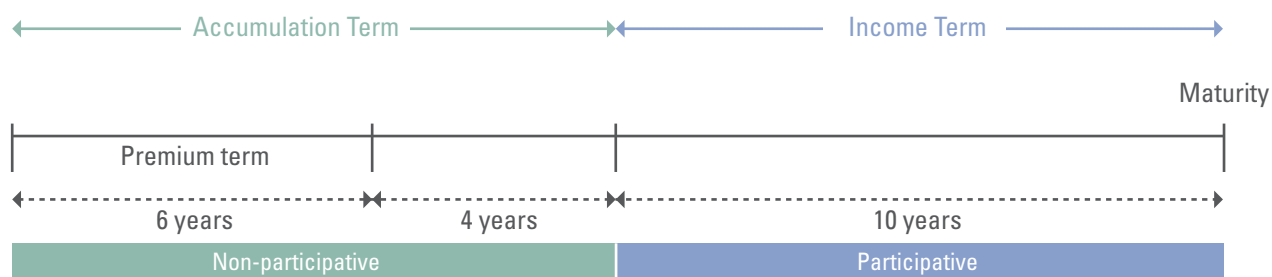 Accumulation Term Income Term
Maturity
Premium term
6 years 4 years 10 years
Non-participative Participative